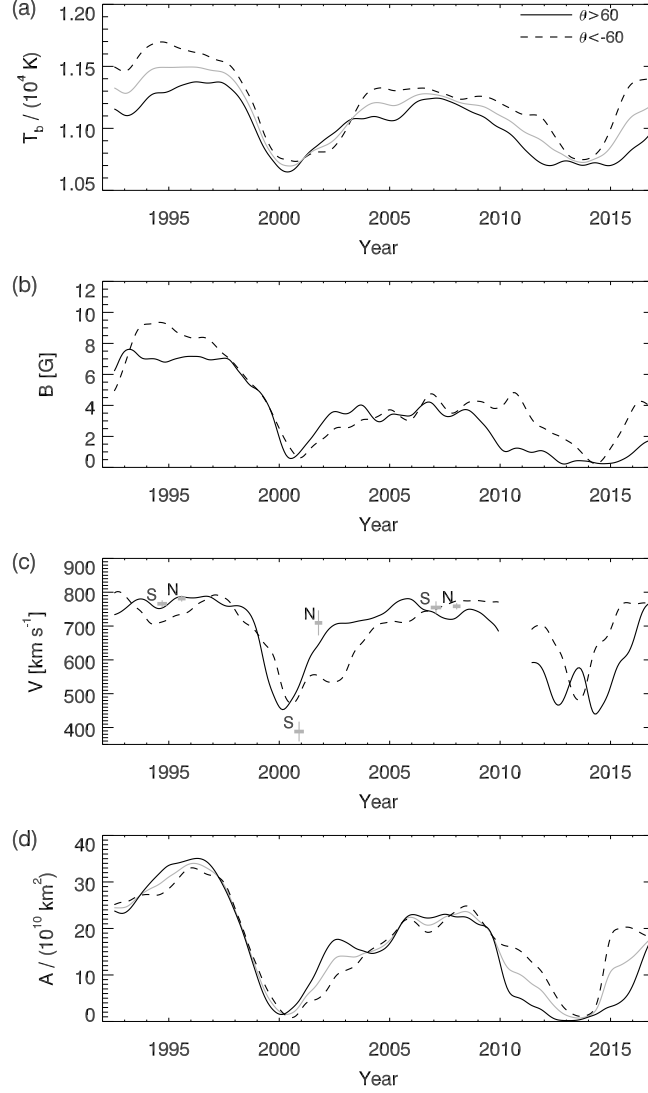 (a)
θ>60
θ<-60
1.20
1.15
1.10
1.05
T_b / (10^4 K)
1995 2000 2005 2010 2015
Year
(b)
12
10
8
6
4
2
0
B [G]
1995 2000 2005 2010 2015
Year
(c)
900
800
700
600
500
400
V [km s^-1]
S N
N
S
S N
1995 2000 2005 2010 2015
Year
(d)
40
30
20
10
0
A / (10^10 km^2)
1995 2000 2005 2010 2015
Year